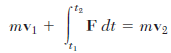 mv₁ + ∫_{t₁}^{t₂} F dt = mv₂